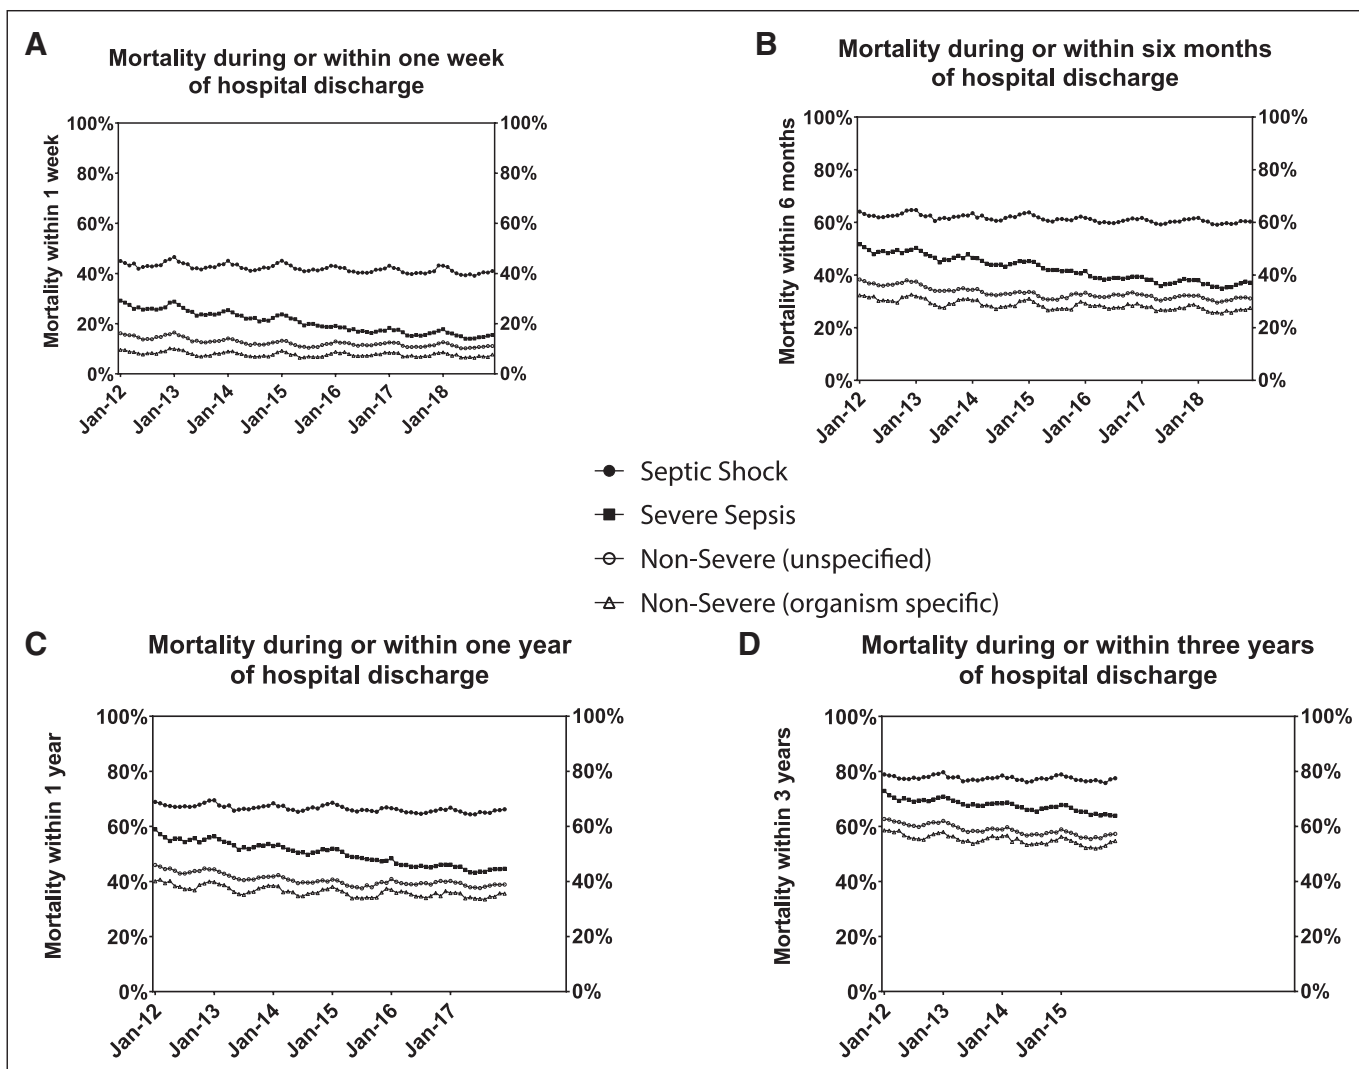 A
Mortality during or within one week
of hospital discharge
Mortality within 1 week
100%
80%
60%
40%
20%
0%
100%
80%
60%
40%
20%
0%
Jan-12
Jan-13
Jan-14
Jan-15
Jan-16
Jan-17
Jan-18
B
Mortality during or within six months
of hospital discharge
Mortality within 6 months
100%
80%
60%
40%
20%
0%
100%
80%
60%
40%
20%
0%
Jan-12
Jan-13
Jan-14
Jan-15
Jan-16
Jan-17
Jan-18
Septic Shock
Severe Sepsis
Non-Severe (unspecified)
Non-Severe (organism specific)
C
Mortality during or within one year
of hospital discharge
Mortality within 1 year
100%
80%
60%
40%
20%
0%
100%
80%
60%
40%
20%
0%
Jan-12
Jan-13
Jan-14
Jan-15
Jan-16
Jan-17
D
Mortality during or within three years
of hospital discharge
Mortality within 3 years
100%
80%
60%
40%
20%
0%
100%
80%
60%
40%
20%
0%
Jan-12
Jan-13
Jan-14
Jan-15